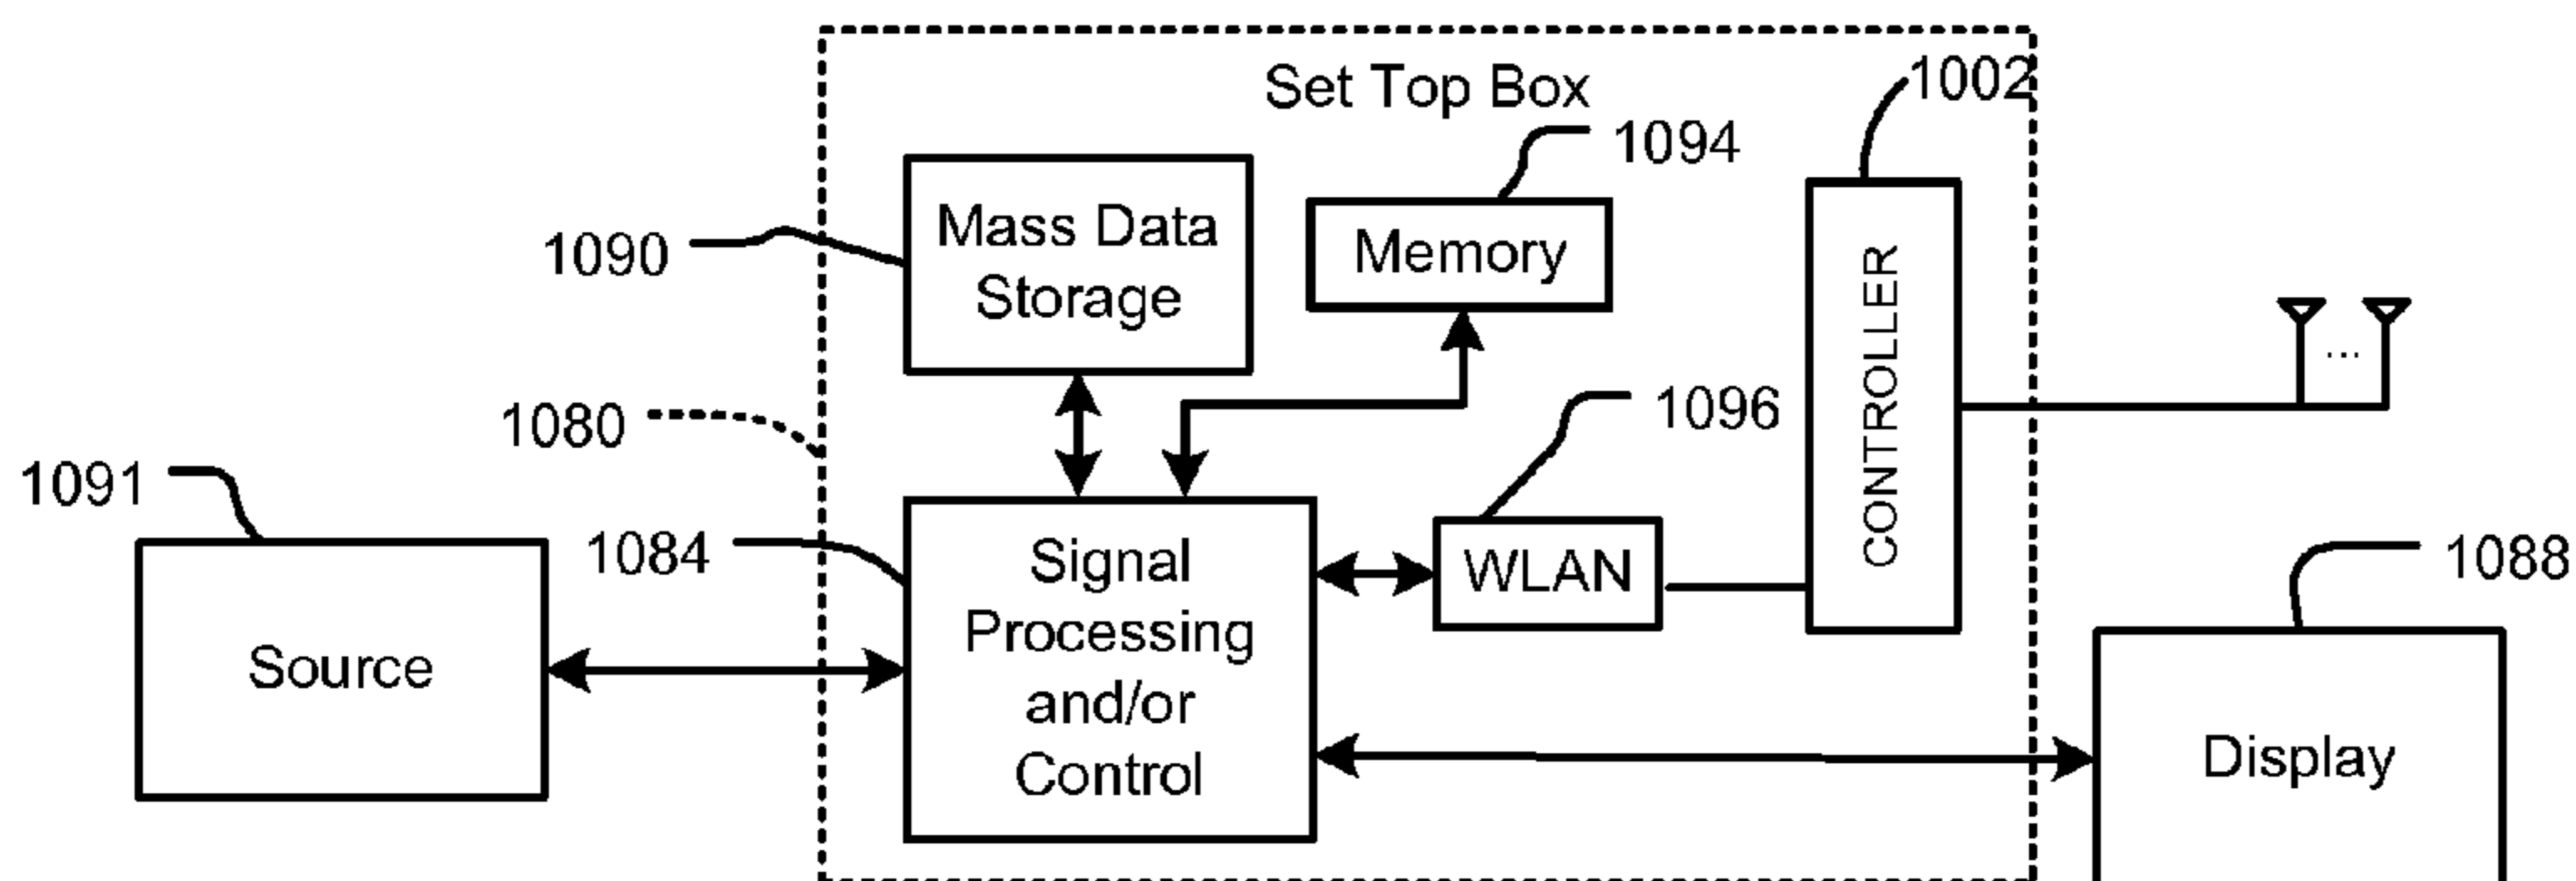 Set Top Box
1002
1094
Mass Data
Storage
Memory
1090
CONTROLLER
...
1080
1096
1091
1084
Signal
Processing
and/or
Control
WLAN
1088
Source
Display